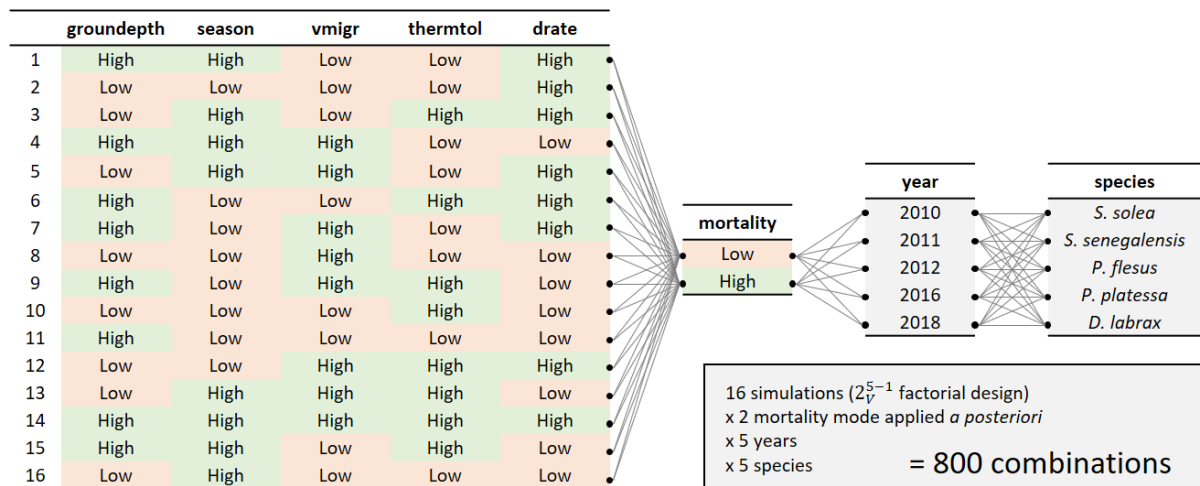 groundepth season vmigr thermtol drate
1 High High Low Low High
2 Low Low Low Low High
3 Low High Low High High
4 High High High Low Low
5 Low High High Low High
6 High Low Low High High
7 High Low High Low High
8 Low Low High Low Low
9 High Low High High Low
10 Low Low Low High Low
11 High Low Low Low Low
12 Low Low High High High
13 Low High High High Low
14 High High High High High
15 High High Low High Low
16 Low High Low Low Low
mortality
Low
High
year
2010
2011
2012
2016
2018
species
S. solea
S. senegalensis
P. flesus
P. platessa
D. labrax
16 simulations (2_V^{5−1} factorial design)
x 2 mortality mode applied a posteriori
x 5 years
x 5 species = 800 combinations